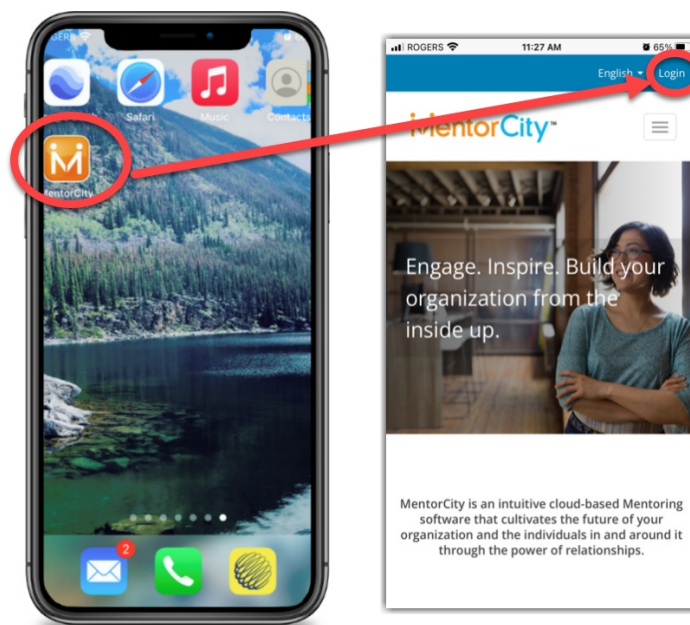 Safari
Music
Contacts
MentorCity
2
ROGERS
11:27 AM
65%
English
Login
MentorCity™
Engage. Inspire. Build your
organization from the
inside up.
MentorCity is an intuitive cloud-based Mentoring
software that cultivates the future of your
organization and the individuals in and around it
through the power of relationships.